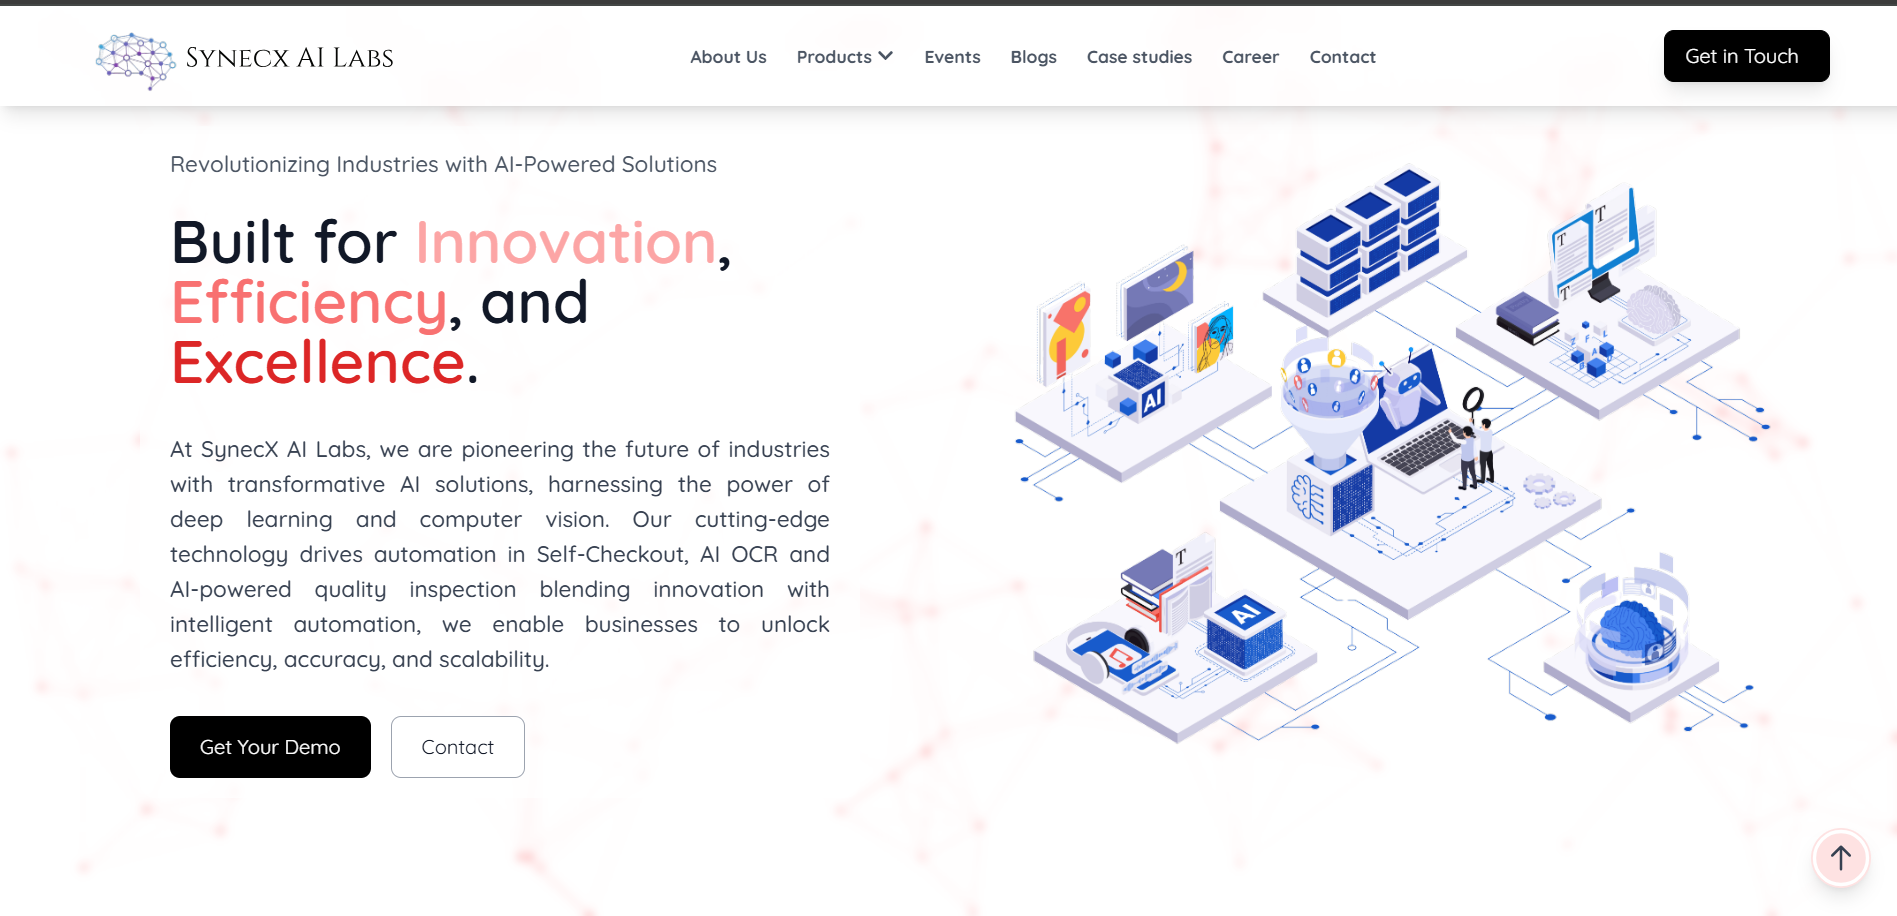 Synecx AI Labs
About Us Products Events Blogs Case studies Career Contact
Get in Touch
Revolutionizing Industries with AI-Powered Solutions
Built for Innovation,
Efficiency, and
Excellence.
At SynecX AI Labs, we are pioneering the future of industries
with transformative AI solutions, harnessing the power of
deep learning and computer vision. Our cutting-edge
technology drives automation in Self-Checkout, AI OCR and
AI-powered quality inspection blending innovation with
intelligent automation, we enable businesses to unlock
efficiency, accuracy, and scalability.
Get Your Demo
Contact
T
T
T
AI
T
AI